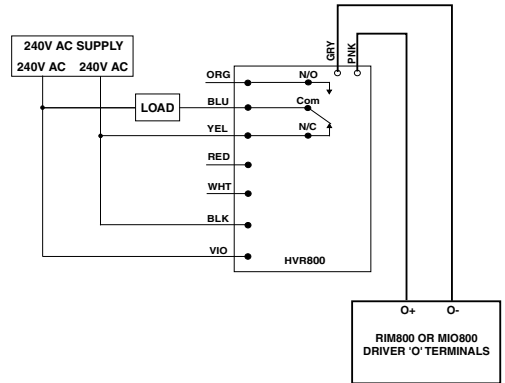 240V AC SUPPLY
240V AC 240V AC
GRY
PNK
ORG
N/O
BLU
LOAD
Com
YEL
N/C
RED
WHT
BLK
VIO
HVR800
O+ O-
RIM800 OR MIO800
DRIVER 'O' TERMINALS